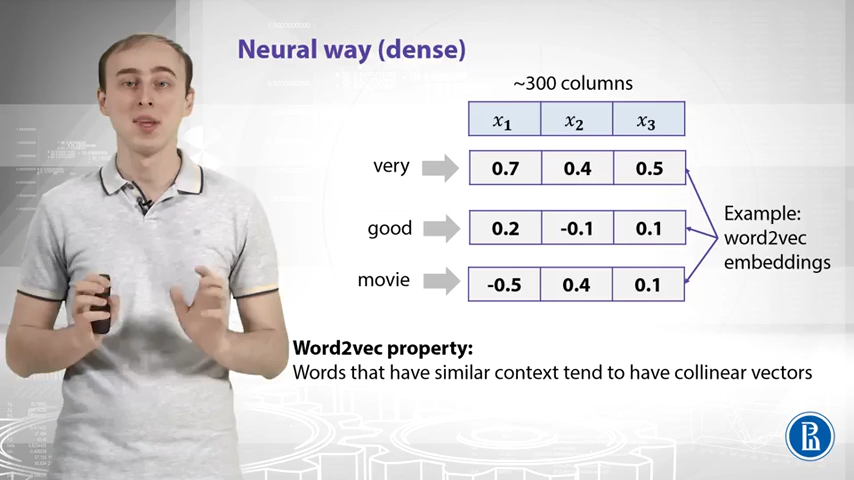 Neural way (dense)
~300 columns
x₁ x₂ x₃
very 0.7 0.4 0.5
good 0.2 -0.1 0.1
movie -0.5 0.4 0.1
Example:
word2vec
embeddings
Word2vec property:
Words that have similar context tend to have collinear vectors